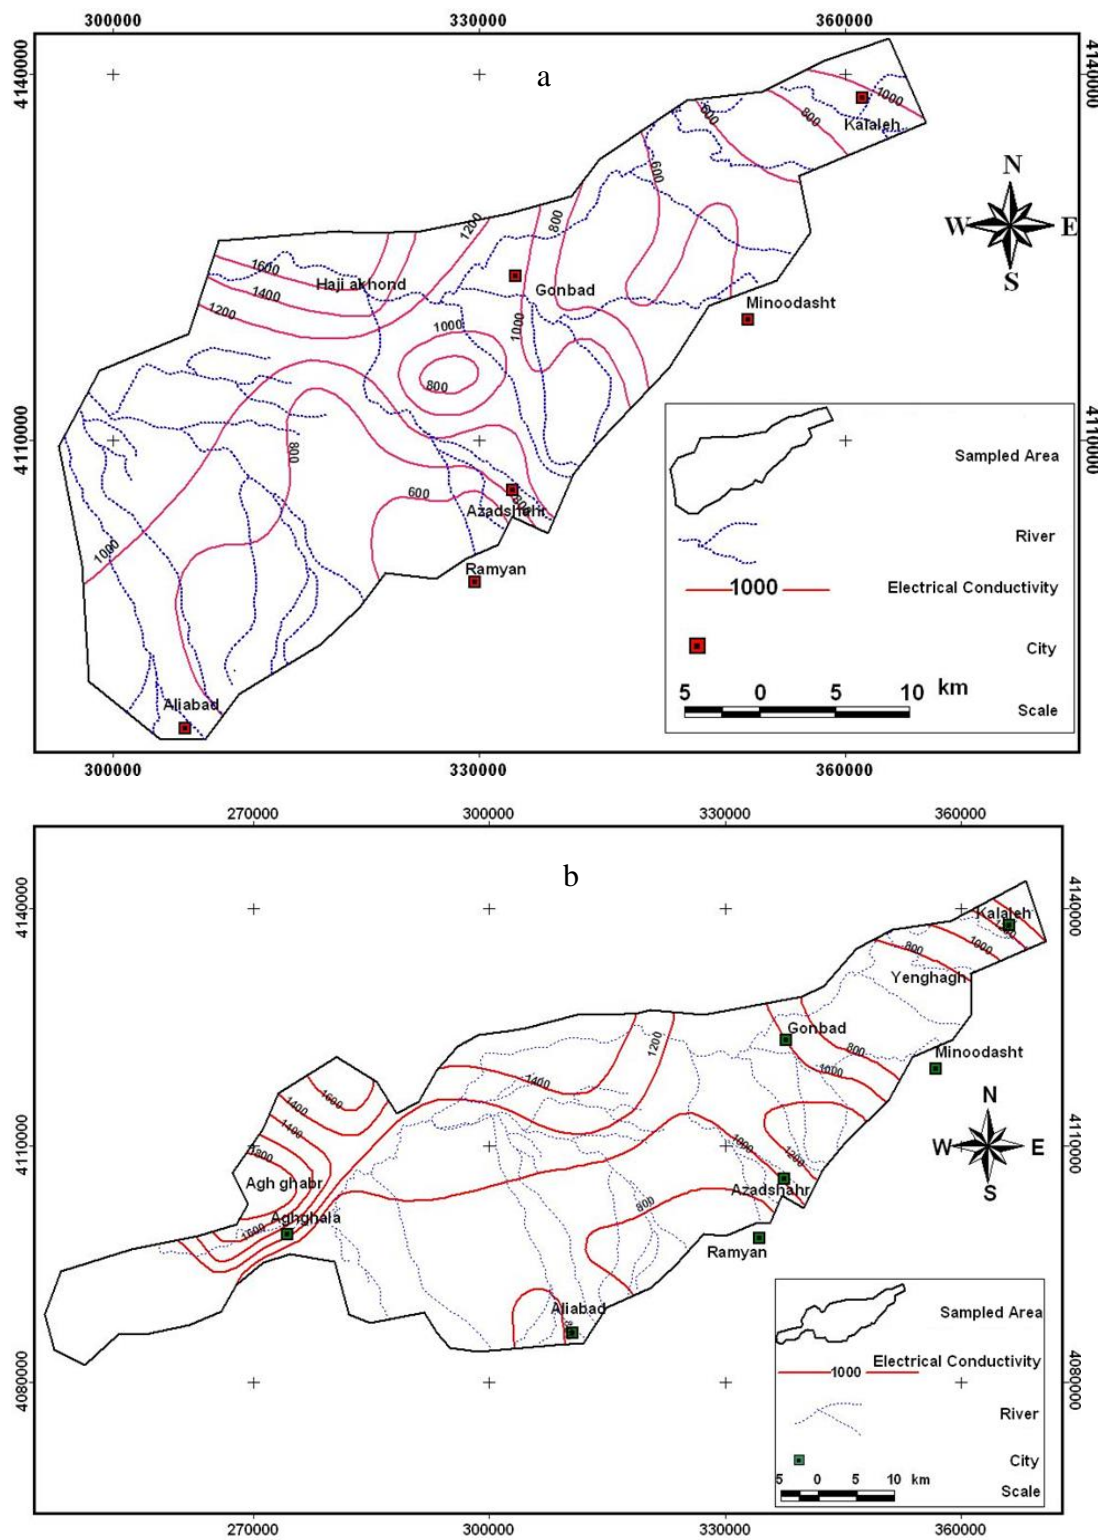 300000 330000 360000
a
4140000 4140000
1000
Kalaleh
800
600
600
N
W E
S
1200
800
1600
Haji akhond
1400
Gonbad
1200
Minoodasht
1000
1000
800
4110000 4110000
800
600
800
Azadshahr
1000
Ramyan
Aliabad
Sampled Area
River
1000 Electrical Conductivity
City
5 0 5 10 km
Scale
300000 330000 360000
270000 300000 330000 360000
b
4140000 4140000
Kalaleh
1000
800
Yenghagh
Gonbad
1200
800
Minoodasht
1000
1400
1600
1400
1400
N
W E
S
4110000 4110000
1000
1200
1800
Agh ghabr
Azadshahr
800
Aghghala
1600
Ramyan
Aliabad
Sampled Area
1000 Electrical Conductivity
River
City
5 0 5 10 km
Scale
4080000 4080000
270000 300000 330000 360000